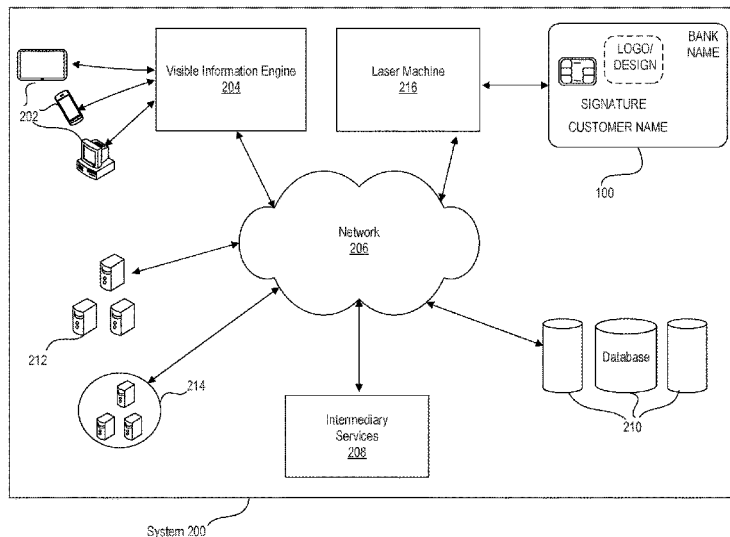 Visible Information Engine
204
Laser Machine
216
LOGO/
DESIGN
BANK
NAME
SIGNATURE
CUSTOMER NAME
100
202
Network
206
212
214
Database
210
Intermediary
Services
208
System 200